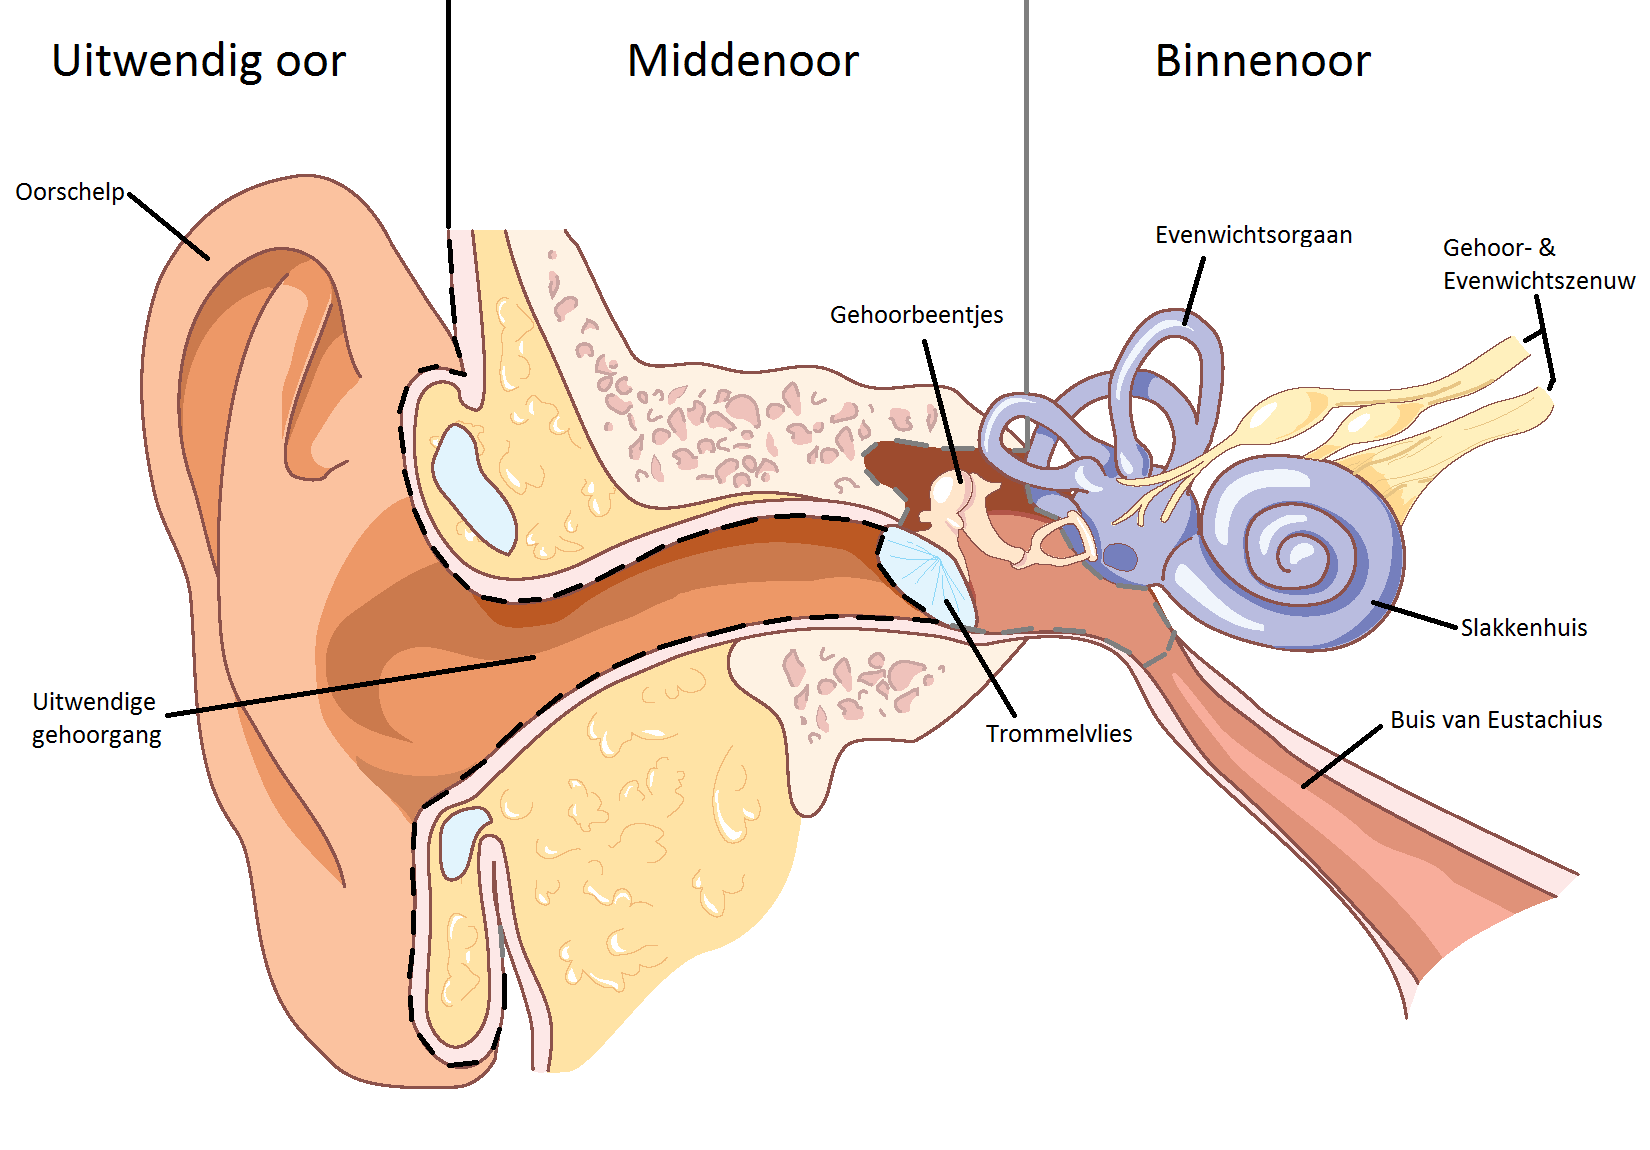 Uitwendig oor
Middenoor
Binnenoor
Oorschelp
Evenwichtsorgaan
Gehoor- &
Evenwichtszenuw
Gehoorbeentjes
Slakkenhuis
Uitwendige
gehoorgang
Trommelvlies
Buis van Eustachius